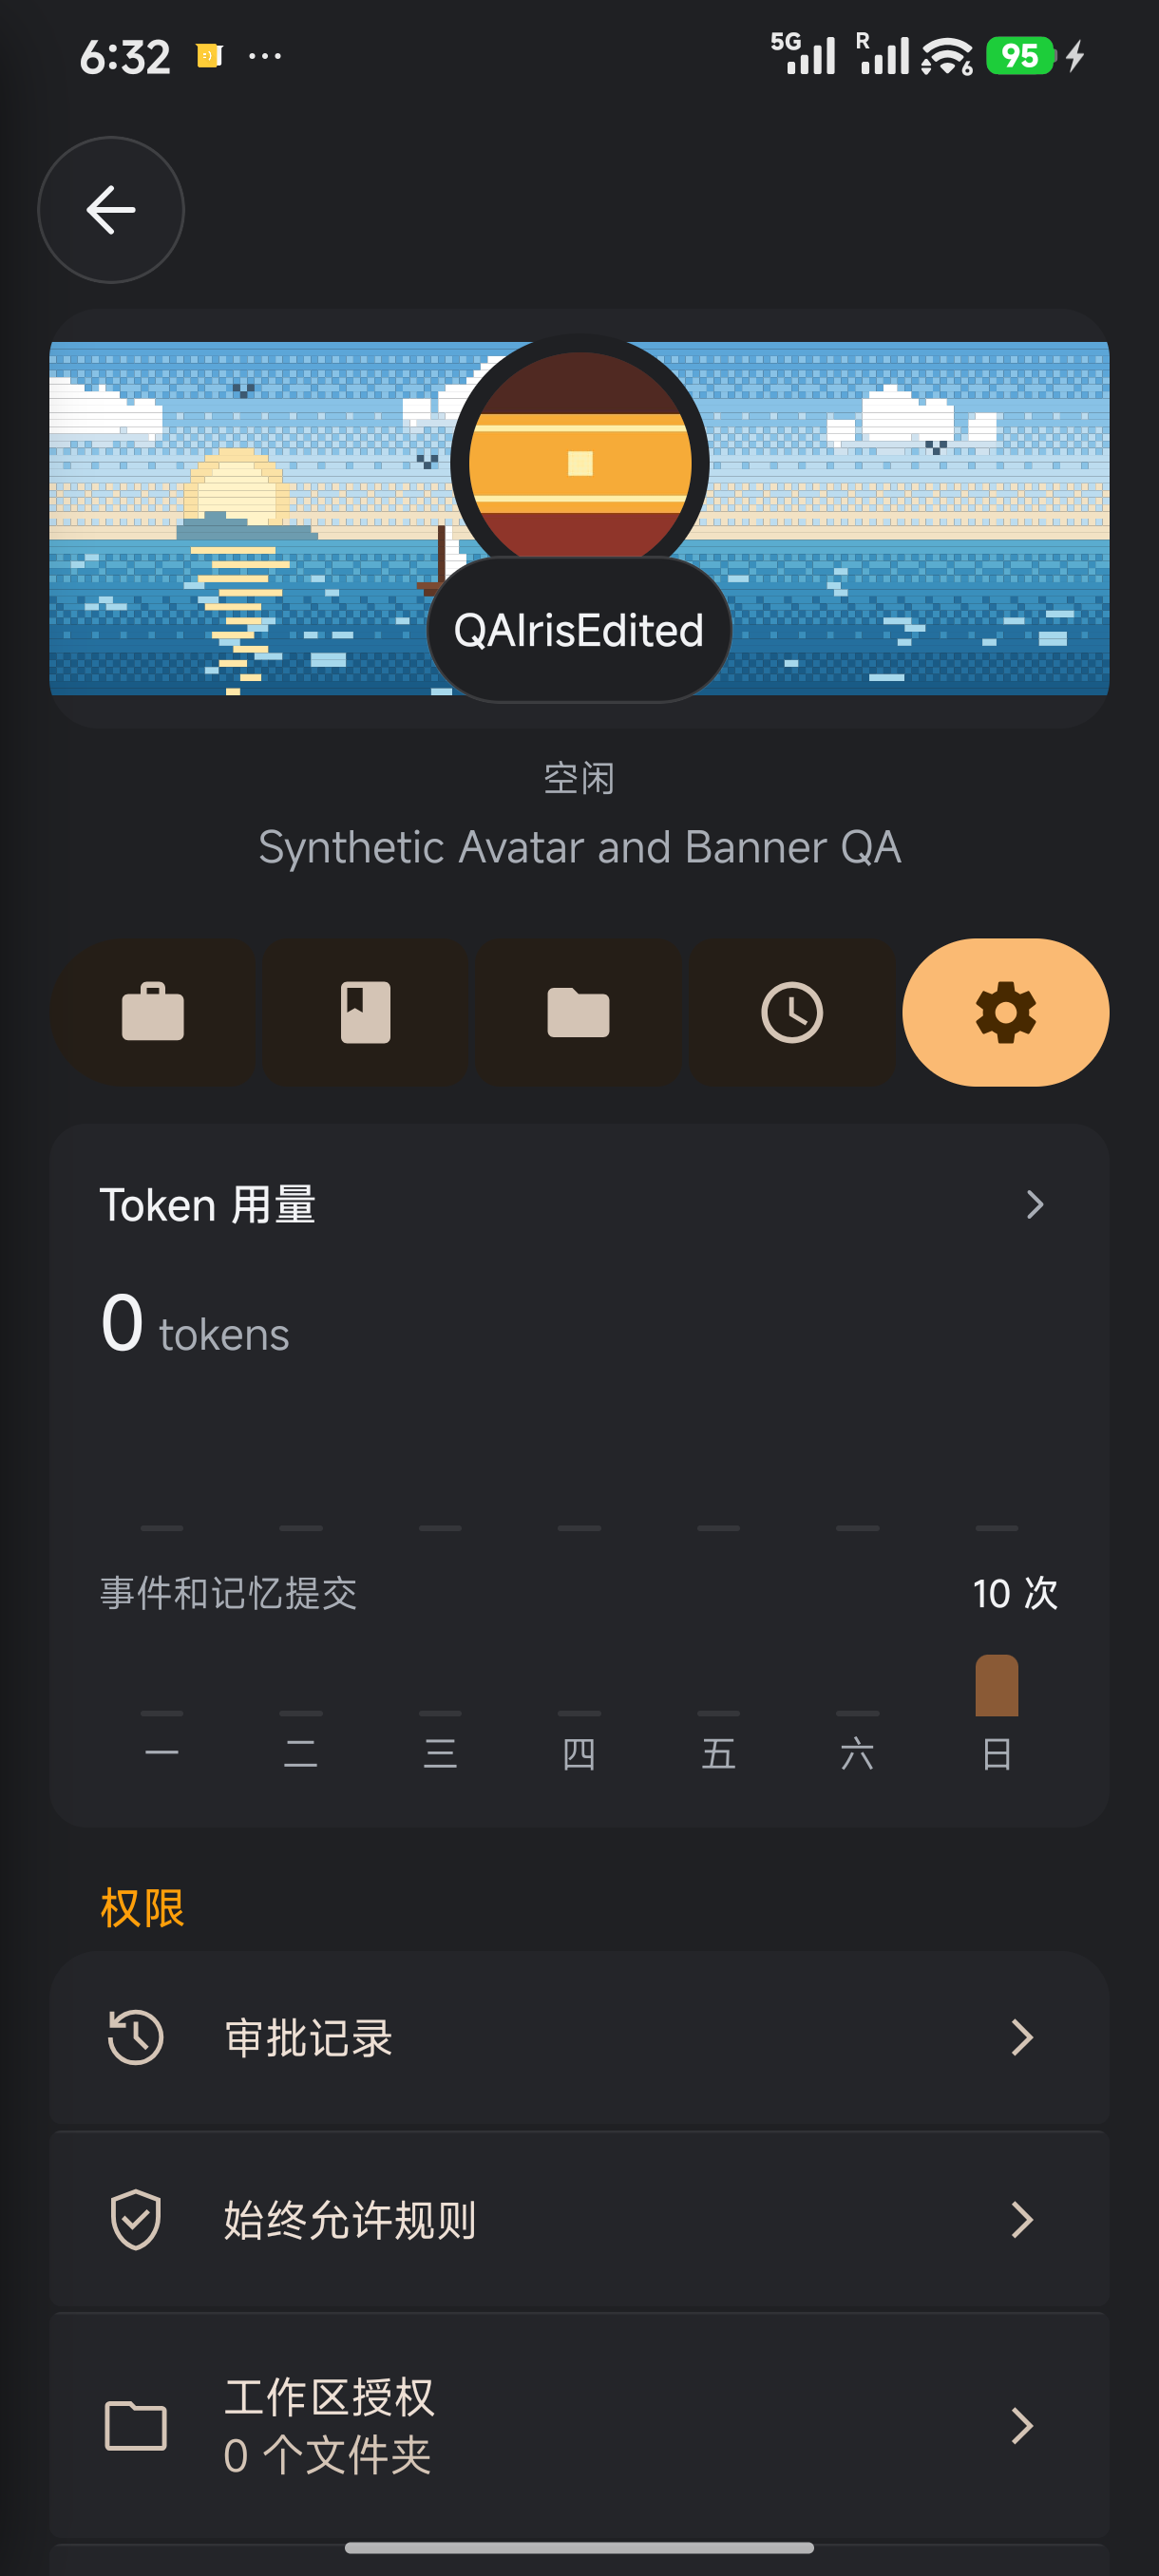 6:32
5G R 6 95
QAIrisEdited
空闲
Synthetic Avatar and Banner QA
Token 用量
0 tokens
事件和记忆提交 10 次
一 二 三 四 五 六 日
权限
审批记录
始终允许规则
工作区授权
0 个文件夹